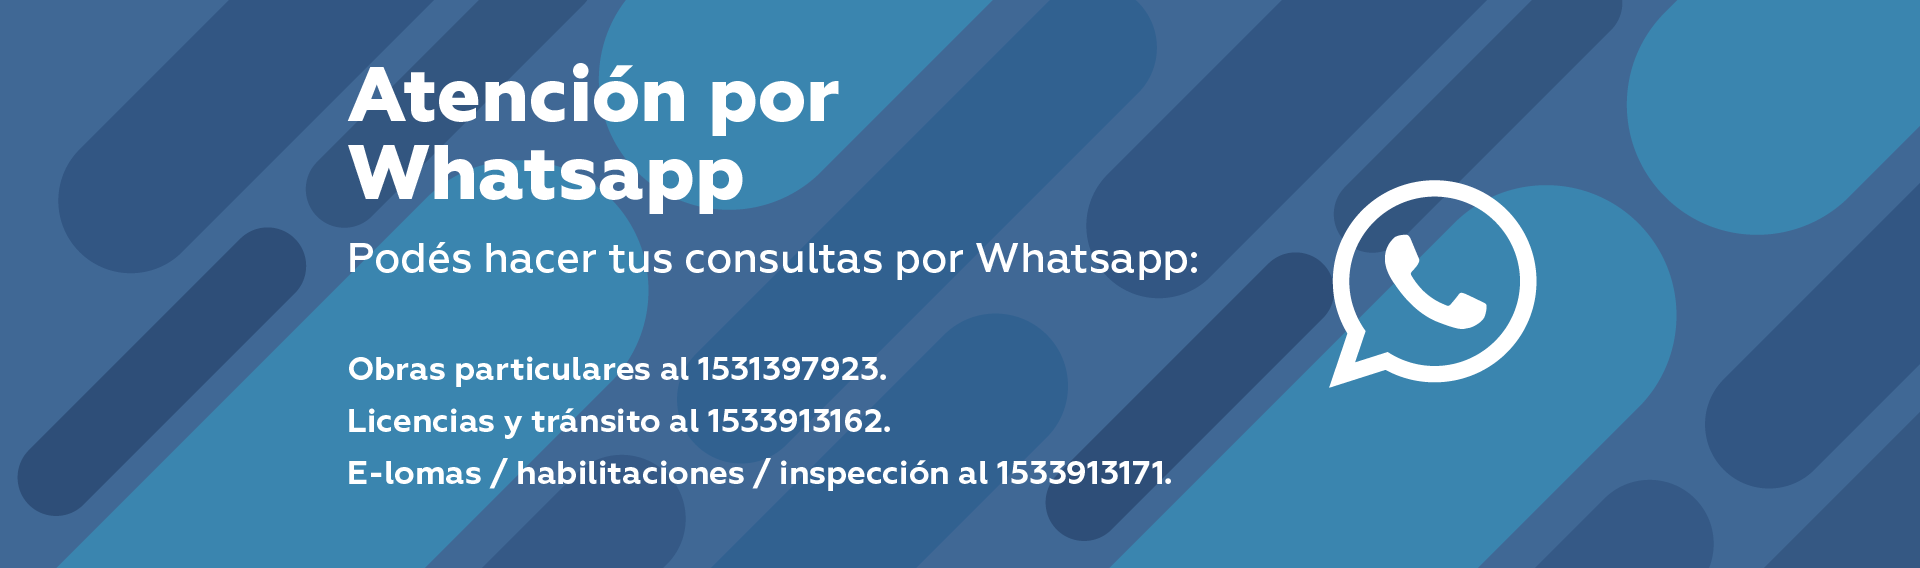 Atención por
Whatsapp
Podés hacer tus consultas por Whatsapp:
Obras particulares al 1531397923.
Licencias y tránsito al 1533913162.
E-lomas / habilitaciones / inspección al 1533913171.